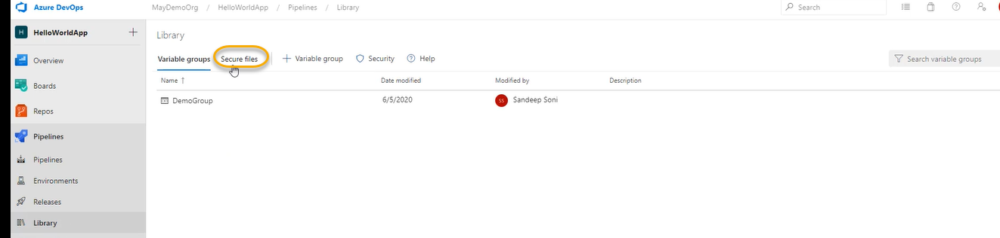 Azure DevOps
MayDemoOrg / HelloWorldApp / Pipelines / Library
Search
H HelloWorldApp
Library
Overview
Variable groups Secure files Variable group Security Help
Search variable groups
Name ↑ Date modified Modified by Description
Boards
DemoGroup 6/5/2020 SS Sandeep Soni
Repos
Pipelines
Pipelines
Environments
Releases
Library